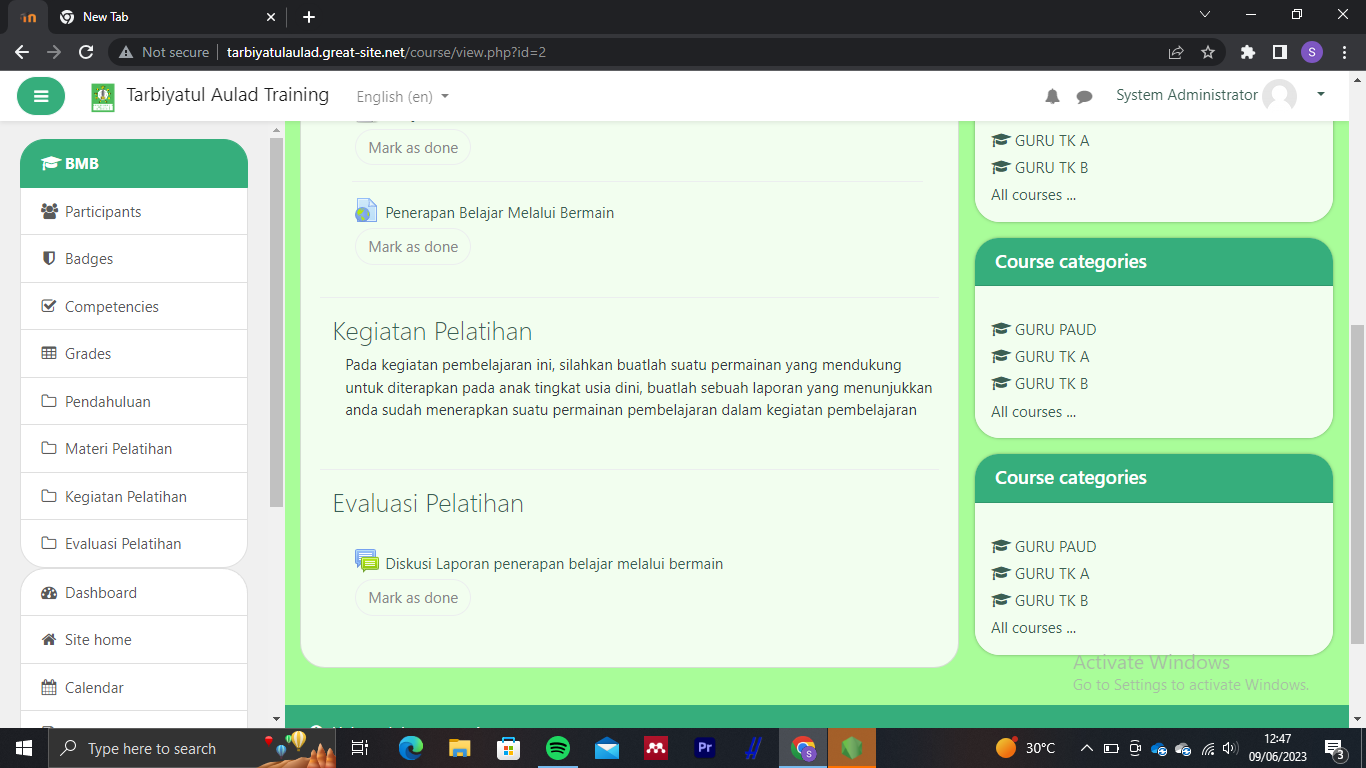 New Tab
Not secure
tarbiyatulaulad.great-site.net/course/view.php?id=2
S
Tarbiyatul Aulad Training
English (en)
System Administrator
BMB
Participants
Badges
Competencies
Grades
Pendahuluan
Materi Pelatihan
Kegiatan Pelatihan
Evaluasi Pelatihan
Dashboard
Site home
Calendar
Mark as done
Penerapan Belajar Melalui Bermain
Mark as done
Kegiatan Pelatihan
Pada kegiatan pembelajaran ini, silahkan buatlah suatu permainan yang mendukung
untuk diterapkan pada anak tingkat usia dini, buatlah sebuah laporan yang menunjukkan
anda sudah menerapkan suatu permainan pembelajaran dalam kegiatan pembelajaran
Evaluasi Pelatihan
Diskusi Laporan penerapan belajar melalui bermain
Mark as done
GURU TK A
GURU TK B
All courses ...
Course categories
GURU PAUD
GURU TK A
GURU TK B
All courses ...
Course categories
GURU PAUD
GURU TK A
GURU TK B
All courses ...
Activate Windows
Go to Settings to activate Windows.
Type here to search
Pr
S
30°C
12:47
09/06/2023
3